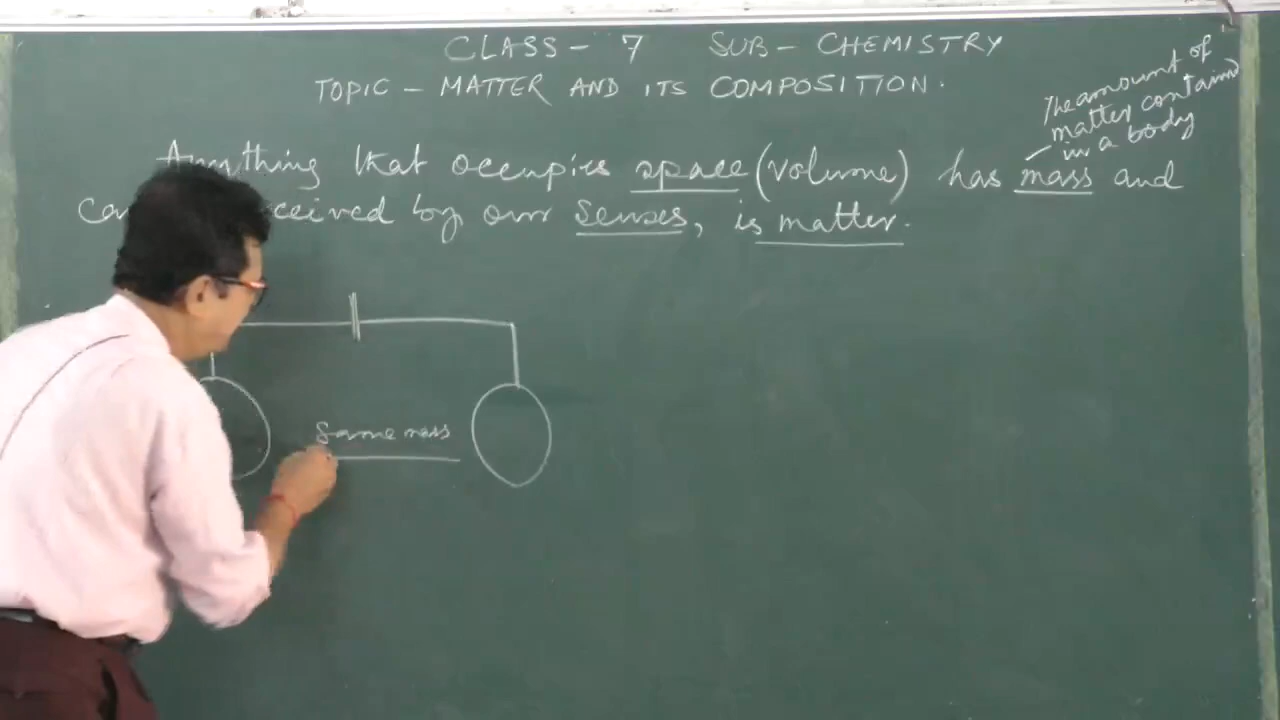 CLASS - 7 SUB - CHEMISTRY
TOPIC - MATTER AND ITS COMPOSITION.
The amount of
matter contained
in a body
Anything that occupies space (volume) has mass and
ceived by our senses, is matter.
Same mass